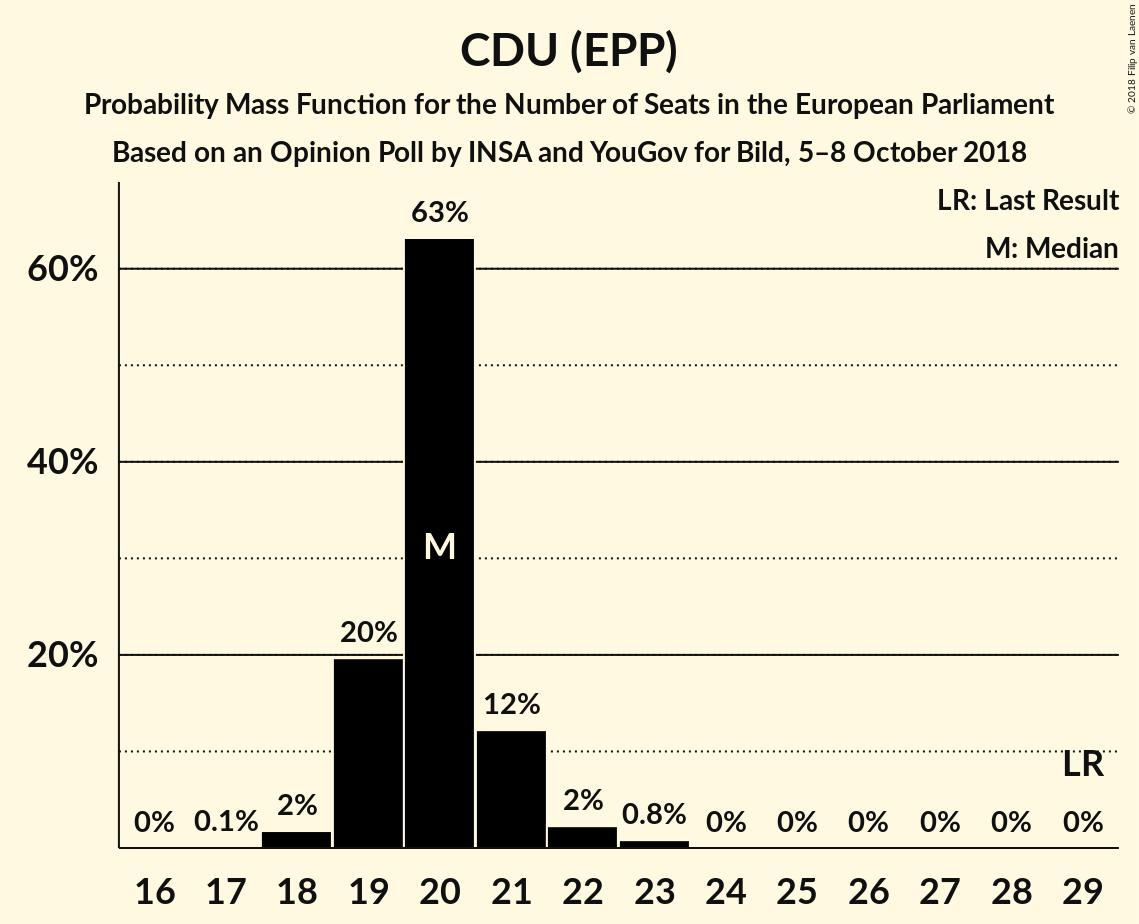 CDU (EPP)
Probability Mass Function for the Number of Seats in the European Parliament
Based on an Opinion Poll by INSA and YouGov for Bild, 5–8 October 2018
© 2018 Filip van Laenen
LR: Last Result
M: Median
60%
40%
20%
0% 0.1% 2% 20% 63% 12% 2% 0.8% 0% 0% 0% 0% 0% 0%
M
LR
16 17 18 19 20 21 22 23 24 25 26 27 28 29